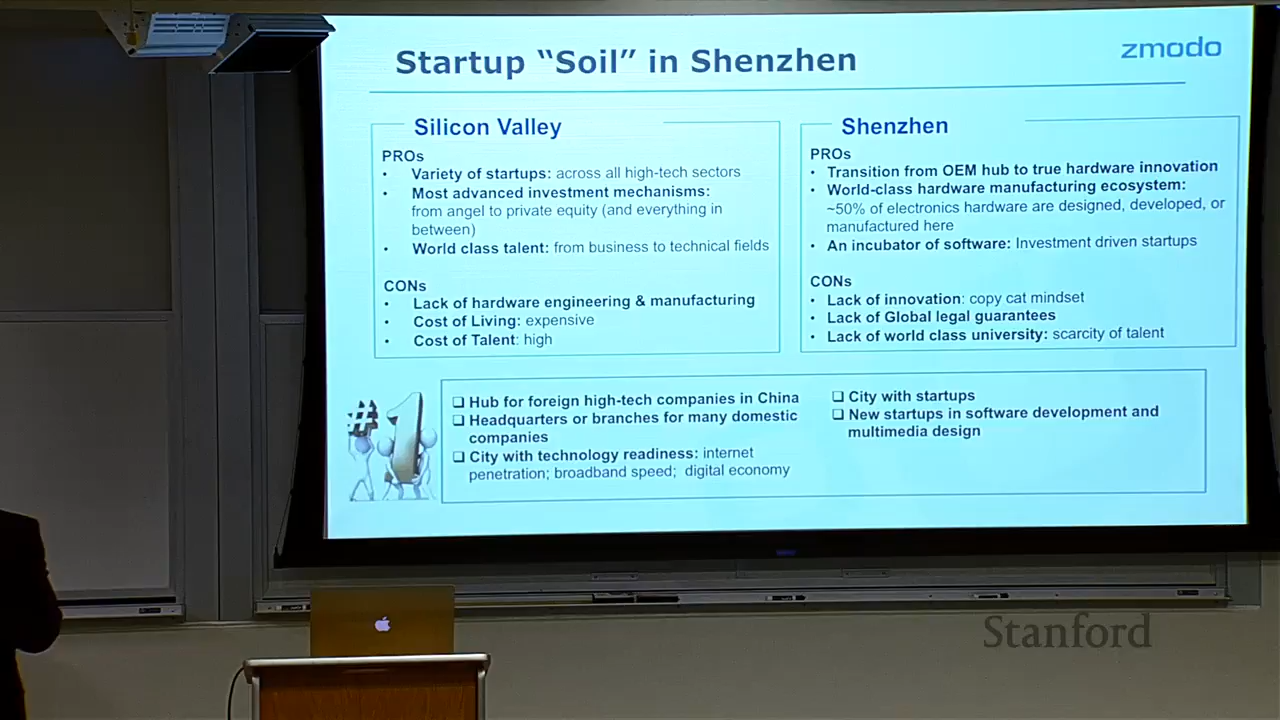 Startup “Soil” in Shenzhen
zmodo
Silicon Valley
PROs
• Variety of startups: across all high-tech sectors
• Most advanced investment mechanisms:
from angel to private equity (and everything in
between)
• World class talent: from business to technical fields
CONs
• Lack of hardware engineering & manufacturing
• Cost of Living: expensive
• Cost of Talent: high
Shenzhen
PROs
• Transition from OEM hub to true hardware innovation
• World-class hardware manufacturing ecosystem:
~50% of electronics hardware are designed, developed, or
manufactured here
• An incubator of software: Investment driven startups
CONs
• Lack of innovation: copy cat mindset
• Lack of Global legal guarantees
• Lack of world class university: scarcity of talent
#1
❑ Hub for foreign high-tech companies in China
❑ Headquarters or branches for many domestic
companies
❑ City with technology readiness: internet
penetration; broadband speed; digital economy
❑ City with startups
❑ New startups in software development and
multimedia design
Stanford